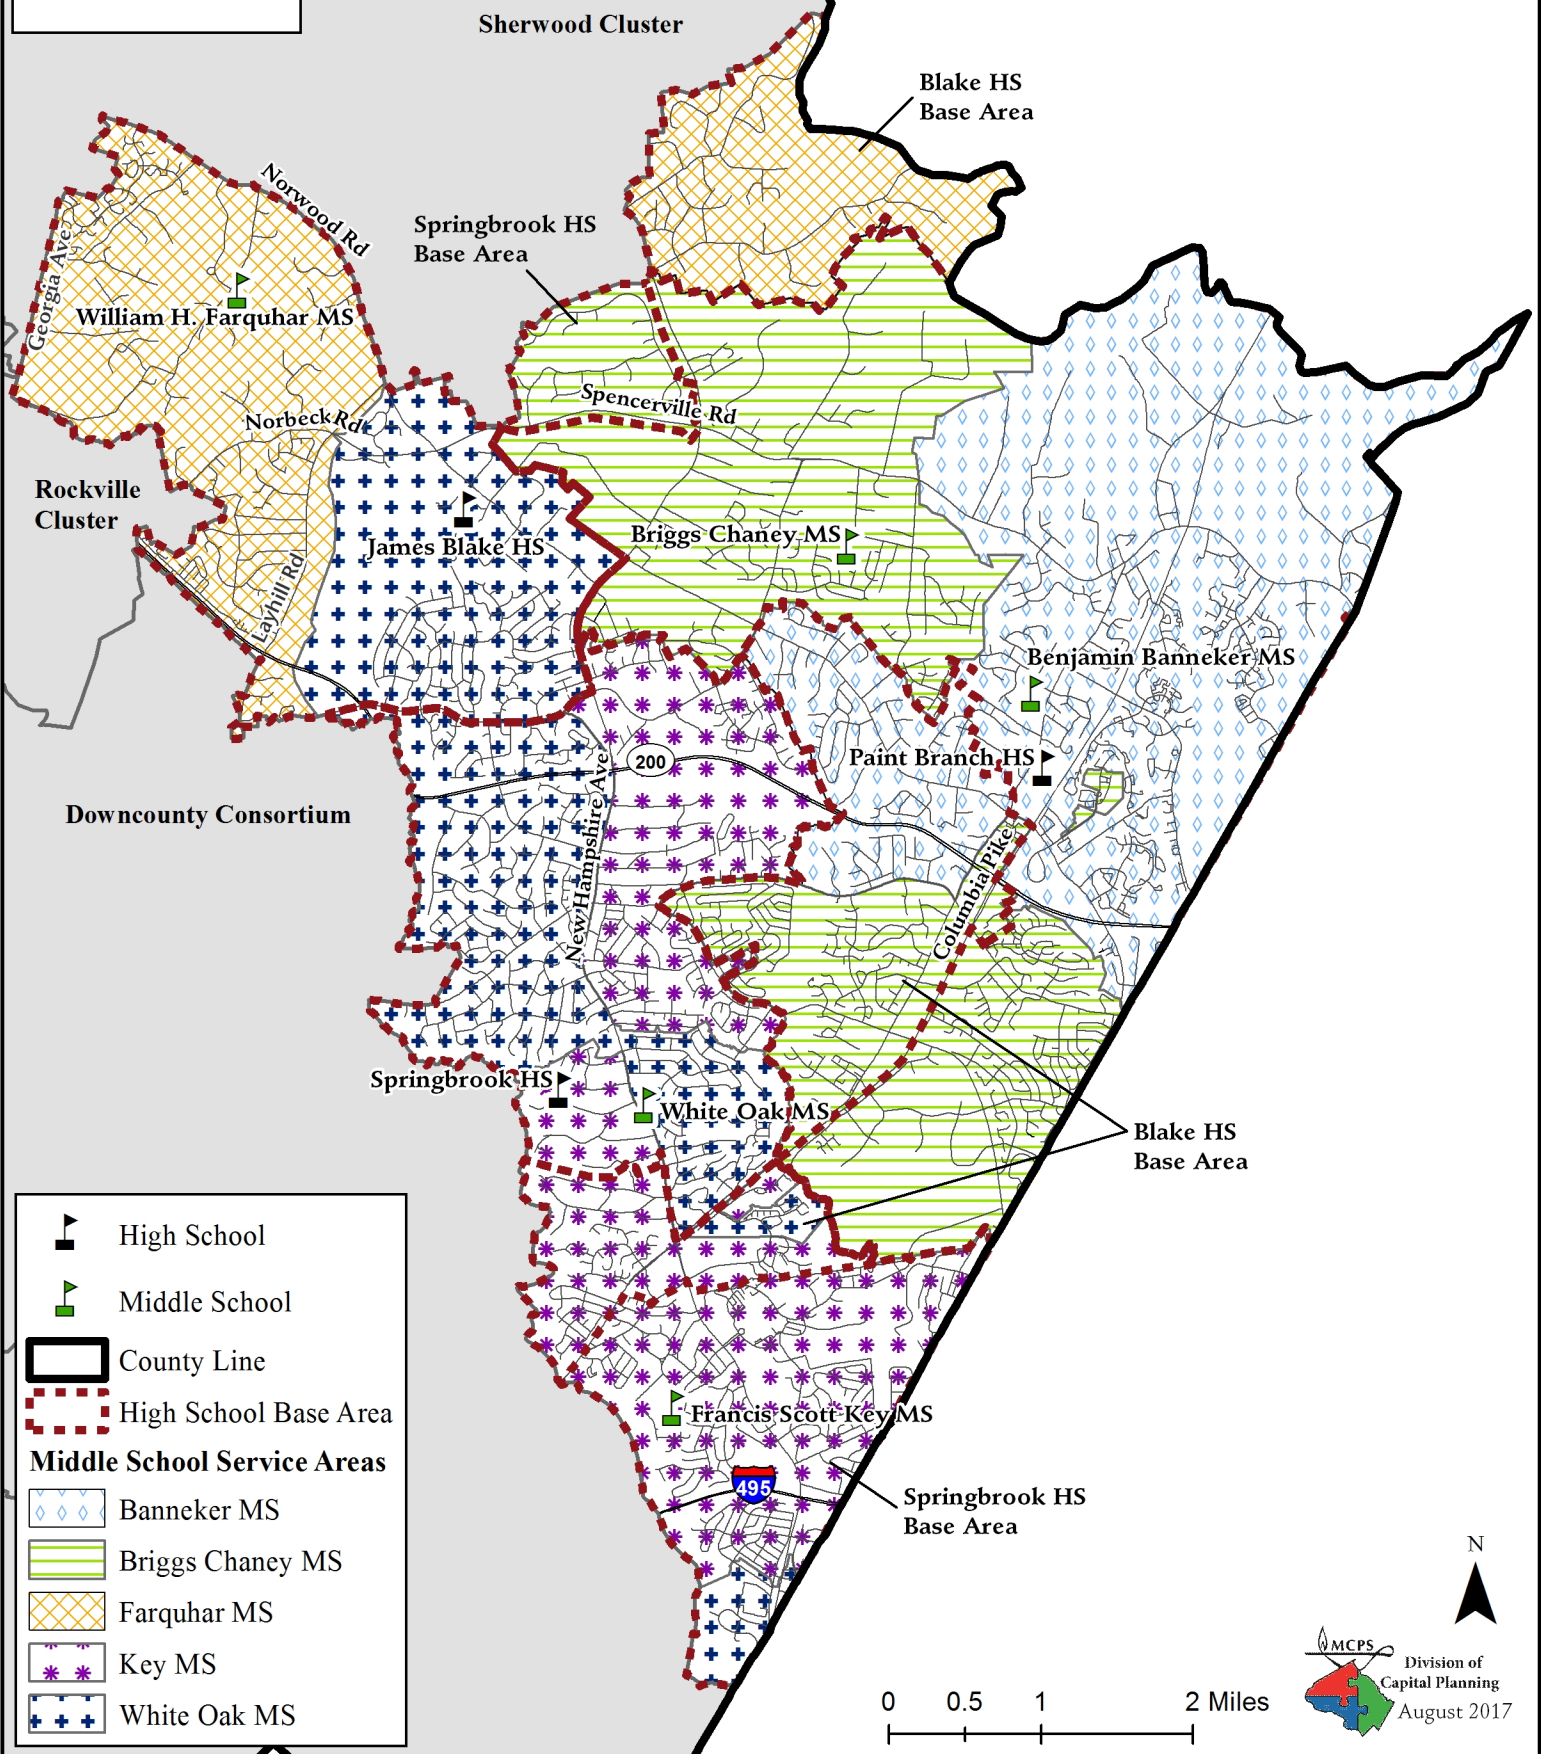 Sherwood Cluster
Blake HS
Base Area
Norwood Rd
Springbrook HS
Base Area
Georgia Ave
William H. Farquhar MS
Spencerville Rd
Norbeck Rd
Rockville
Cluster
James Blake HS
Briggs Chaney MS
Layhill Rd
Benjamin Banneker MS
Paint Branch HS
200
Downcounty Consortium
New Hampshire Ave
Columbia Pike
Springbrook HS
White Oak MS
Blake HS
Base Area
High School
Middle School
County Line
High School Base Area
Middle School Service Areas
Banneker MS
Briggs Chaney MS
Farquhar MS
Key MS
White Oak MS
Francis Scott Key MS
495
Springbrook HS
Base Area
N
MCPS
Division of
Capital Planning
August 2017
0 0.5 1 2 Miles